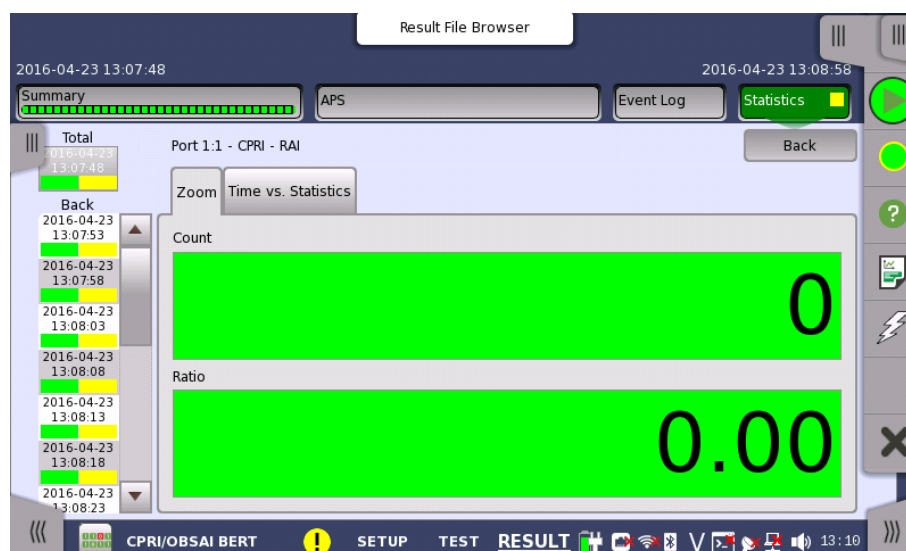 Result File Browser
2016-04-23 13:07:48
2016-04-23 13:08:58
Summary
APS
Event Log
Statistics
Total
2016-04-23
13:07:48
Port 1:1 - CPRI - RAI
Back
Zoom
Time vs. Statistics
Back
2016-04-23
13:07:53
2016-04-23
13:07:58
2016-04-23
13:08:03
2016-04-23
13:08:08
2016-04-23
13:08:13
2016-04-23
13:08:18
2016-04-23
13:08:23
Count
0
Ratio
0.00
CPRI/OBSAI BERT
SETUP
TEST
RESULT
V
13:10